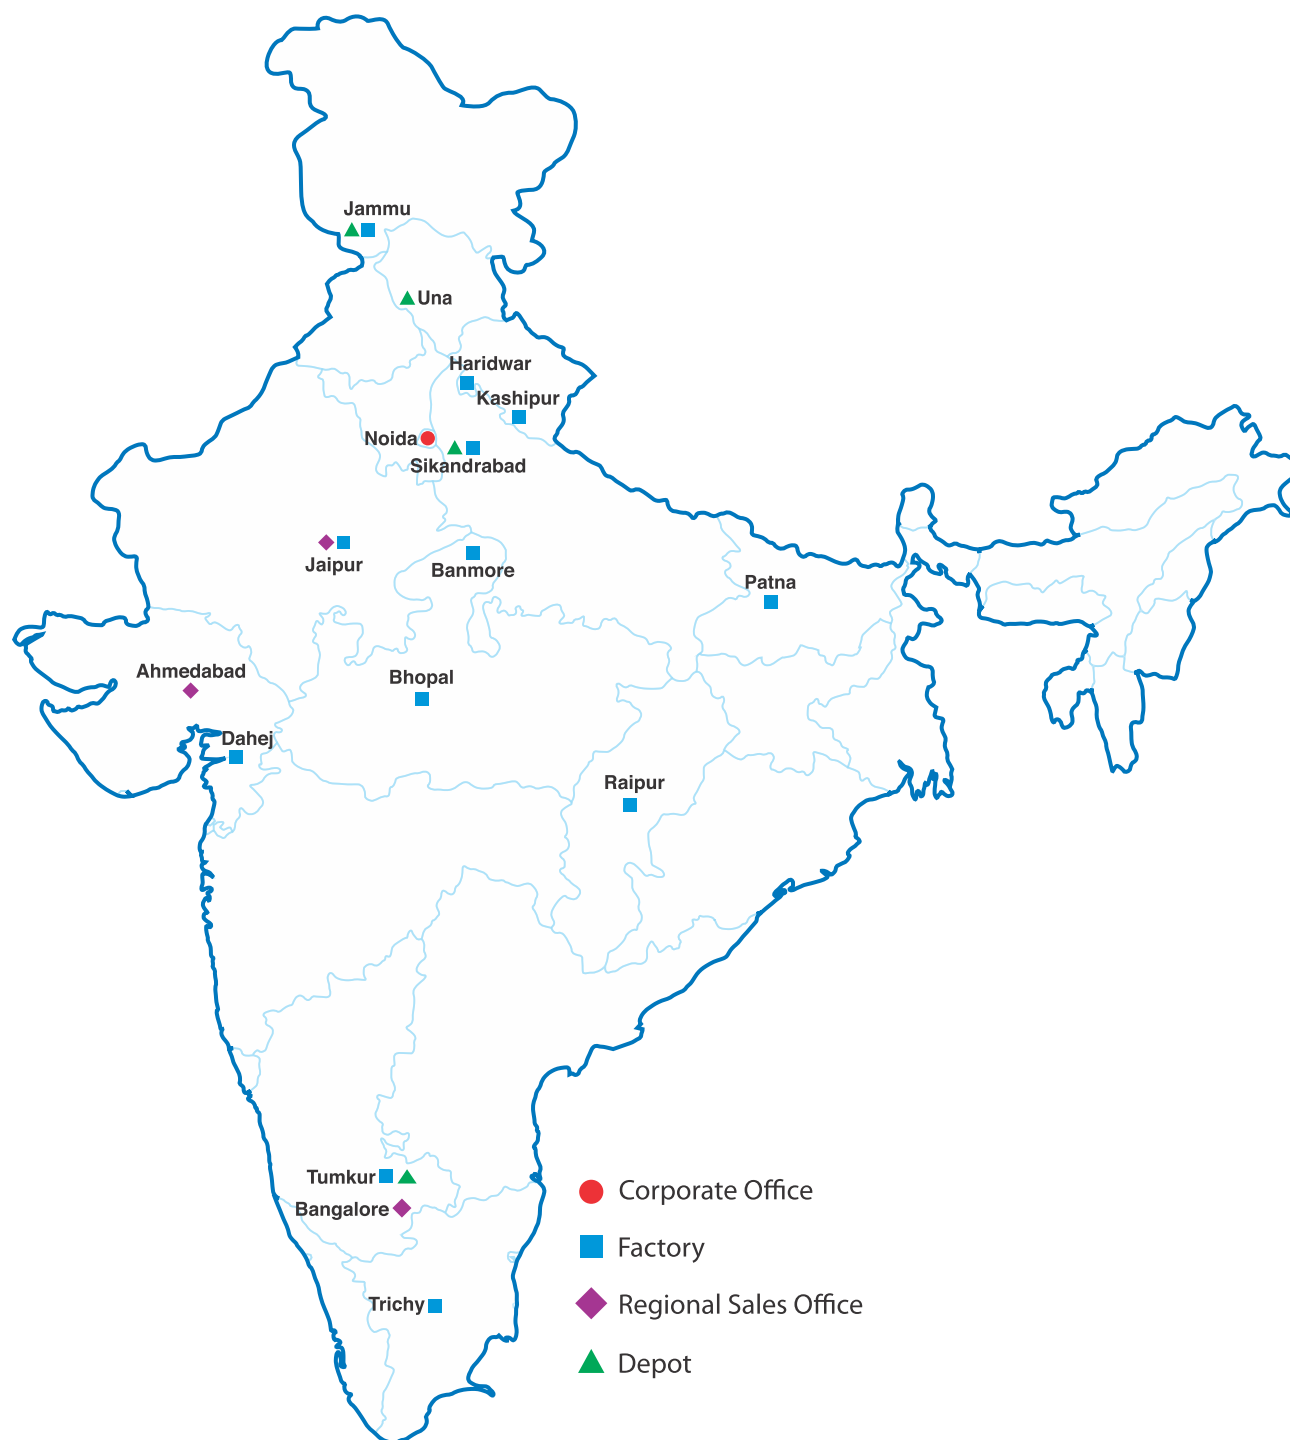 Jammu
Una
Haridwar
Kashipur
Noida
Sikandrabad
Jaipur
Banmore
Patna
Ahmedabad
Bhopal
Dahej
Raipur
Tumkur
Bangalore
Trichy
Corporate Office
Factory
Regional Sales Office
Depot